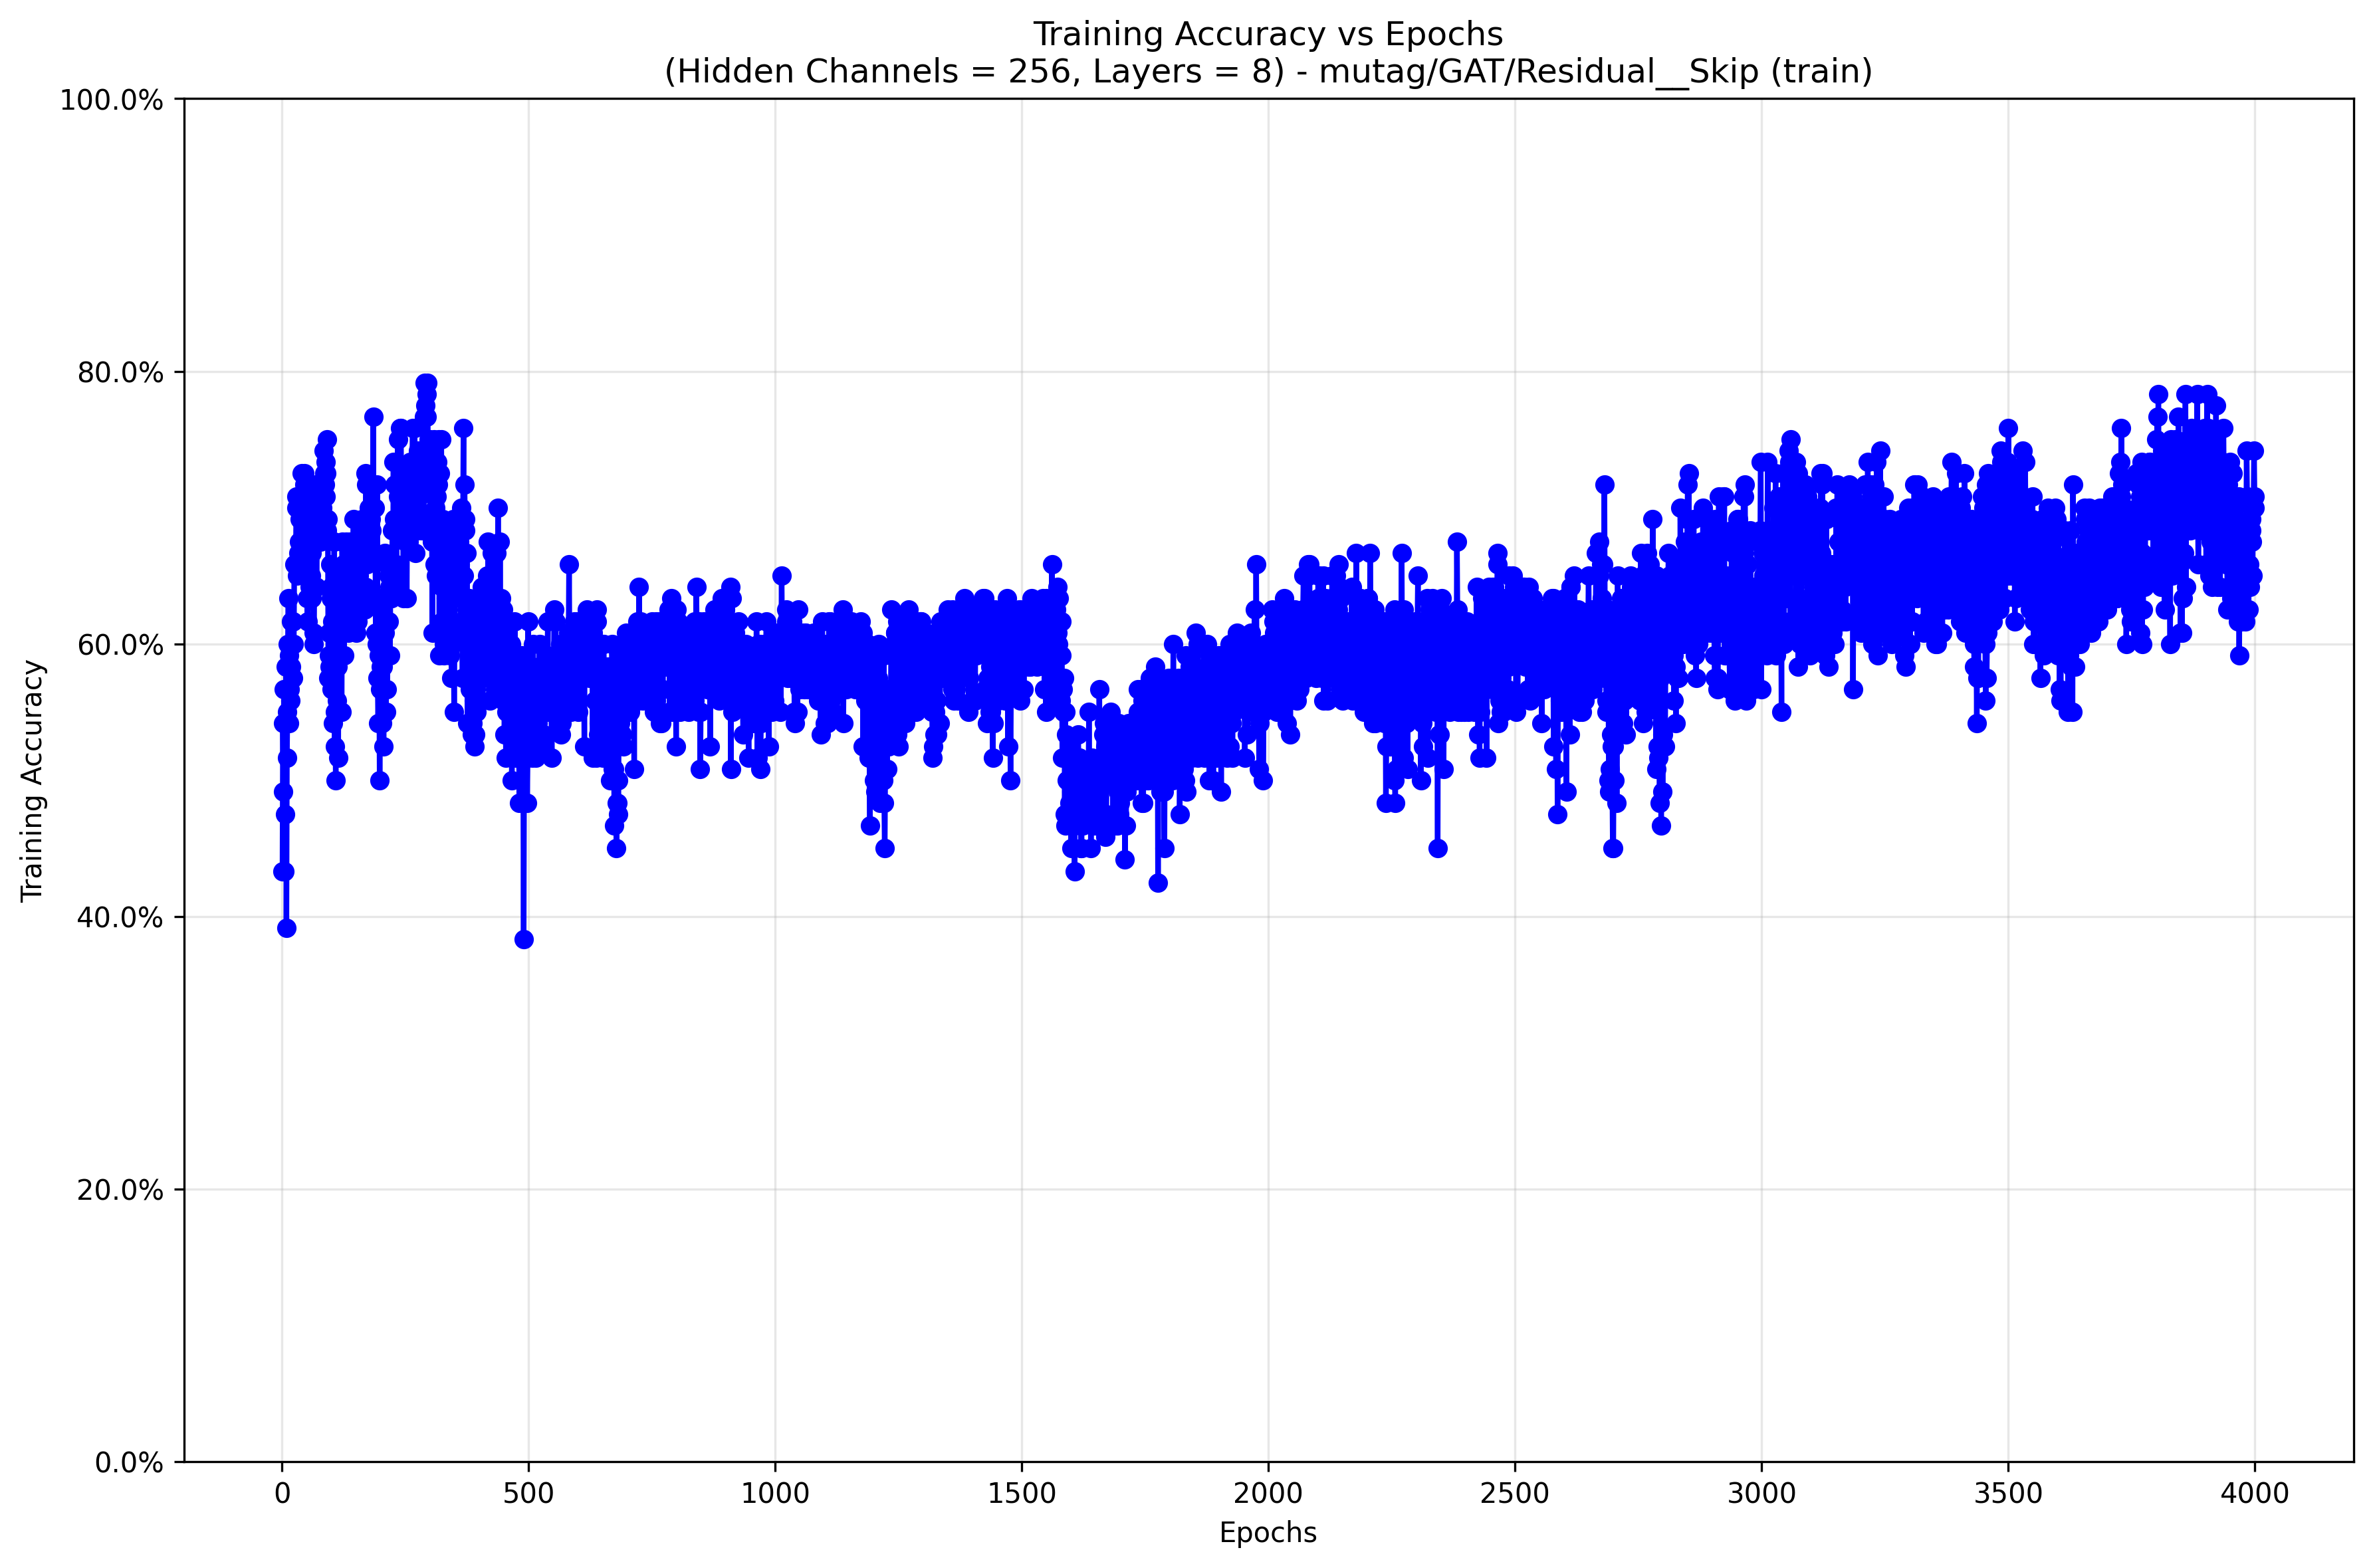 Training Accuracy vs Epochs
(Hidden Channels = 256, Layers = 8) - mutag/GAT/Residual__Skip (train)
100.0%
80.0%
60.0%
40.0%
20.0%
0.0%
Training Accuracy
0 500 1000 1500 2000 2500 3000 3500 4000
Epochs